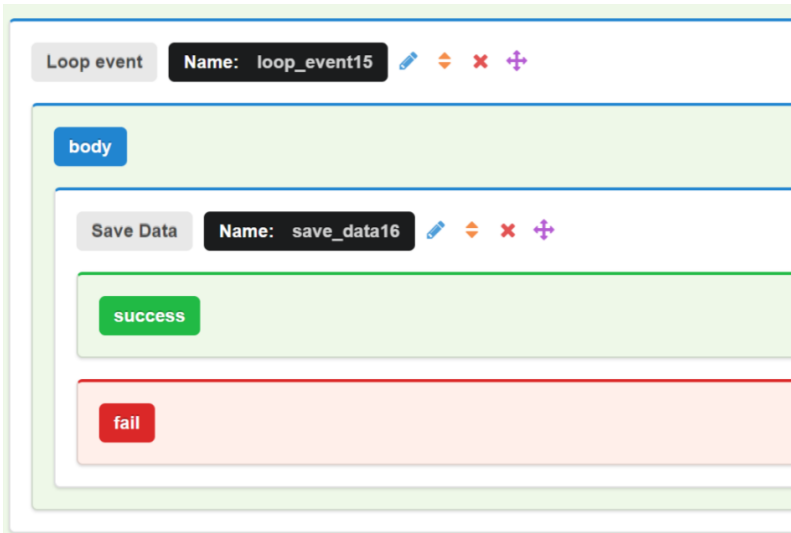 Loop event Name: loop_event15
body
Save Data Name: save_data16
success
fail